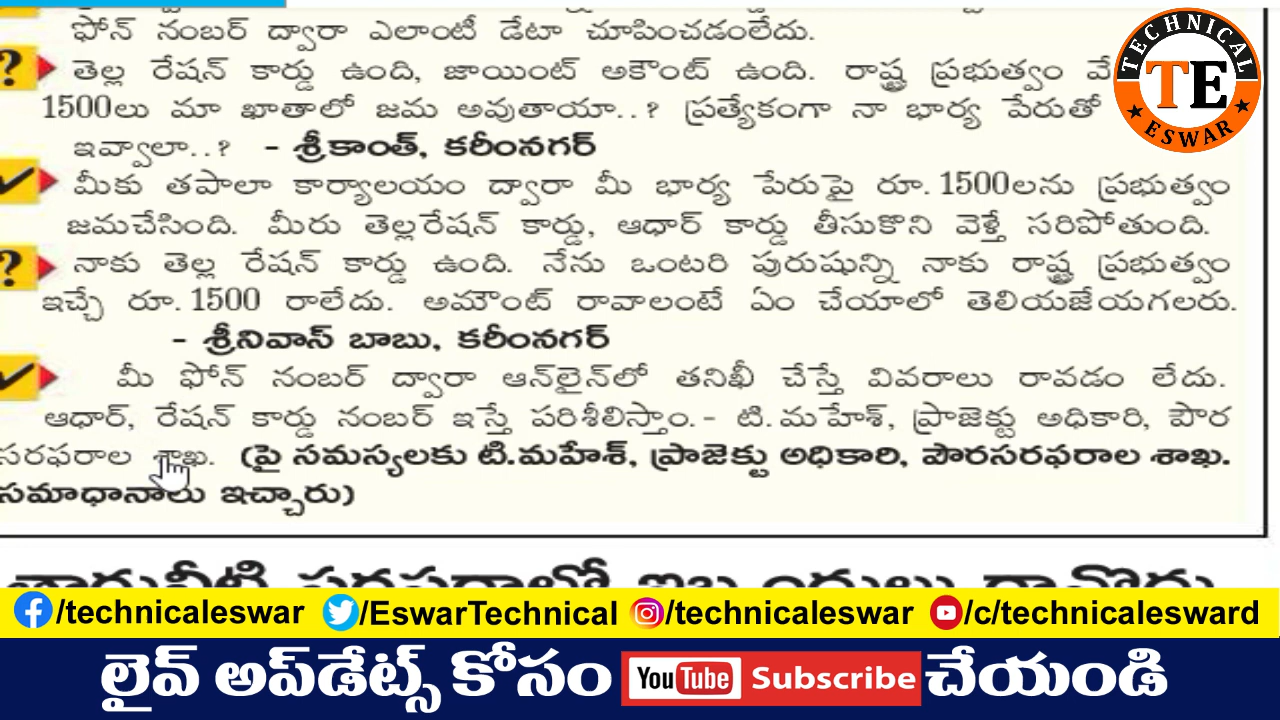 ఫోన్ నంబర్ ద్వారా ఎలాంటి డేటా చూపించడంలేదు.
? తెల్ల రేషన్ కార్డు ఉంది, జాయింట్ అకౌంట్ ఉంది. రాష్ట్ర ప్రభుత్వం వే
1500లు మా ఖాతాలో జమ అవుతాయా..? ప్రత్యేకంగా నా భార్య పేరుతో
ఇవ్వాలా..? - శ్రీకాంత్, కరీంనగర్
మీకు తపాలా కార్యాలయం ద్వారా మీ భార్య పేరుపై రూ. 1500లను ప్రభుత్వం
జమచేసింది. మీరు తెల్లరేషన్ కార్డు, ఆధార్ కార్డు తీసుకొని వెళ్తే సరిపోతుంది.
? నాకు తెల్ల రేషన్ కార్డు ఉంది. నేను ఒంటరి పురుషున్ని నాకు రాష్ట్ర ప్రభుత్వం
ఇచ్చే రూ. 1500 రాలేదు. అమౌంట్ రావాలంటే ఏం చేయాలో తెలియజేయగలరు.
- శ్రీనివాస్ బాబు, కరీంనగర్
మీ ఫోన్ నంబర్ ద్వారా ఆన్‌లైన్‌లో తనిఖీ చేస్తే వివరాలు రావడం లేదు.
ఆధార్, రేషన్ కార్డు నంబర్ ఇస్తే పరిశీలిస్తాం.- టి.మహేశ్, ప్రాజెక్టు అధికారి, పౌర
సరఫరాల శాఖ. (పై సమస్యలకు టి.మహేశ్, ప్రాజెక్టు అధికారి, పౌరసరఫరాల శాఖ.
సమాధానాలు ఇచ్చారు)
TECHNICAL
TE
ESWAR
/technicaleswar /EswarTechnical /technicaleswar /c/technicalesward
లైవ్ అప్‌డేట్స్ కోసం YouTube Subscribe చేయండి